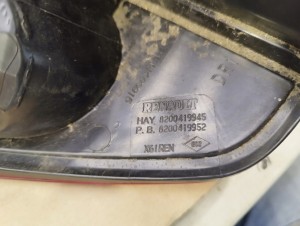 RENAULT
HAY 8200419945
P.B. 8200419952
X61REN